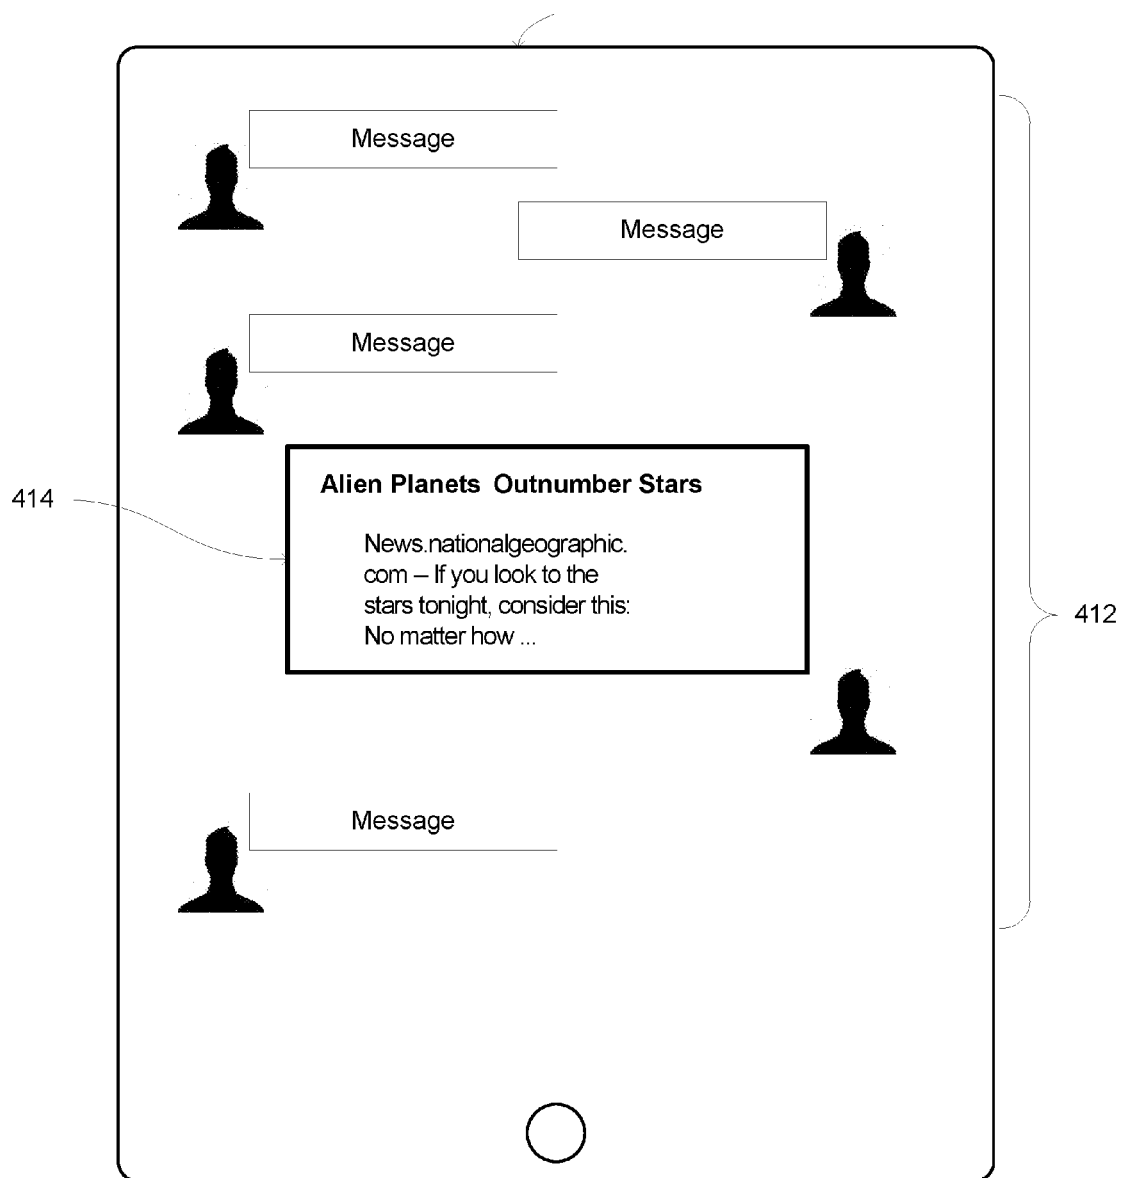 Message
Message
Message
Alien Planets Outnumber Stars
414
News.nationalgeographic.
com – If you look to the
stars tonight, consider this:
No matter how ...
412
Message